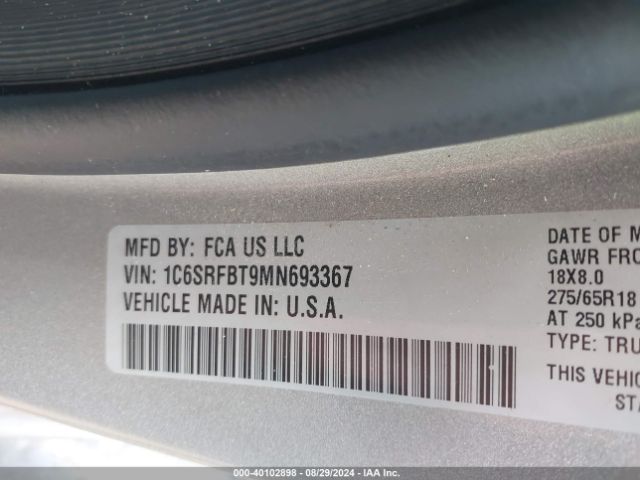 MFD BY: FCA US LLC
VIN: 1C6SRFBT9MN693367
VEHICLE MADE IN: U.S.A.
DATE OF M
GAWR FRO
18X8.0
275/65R18
AT 250 kPa
TYPE: TRU
THIS VEHIC
ST
000-40102898 - 08/29/2024 - IAA Inc.